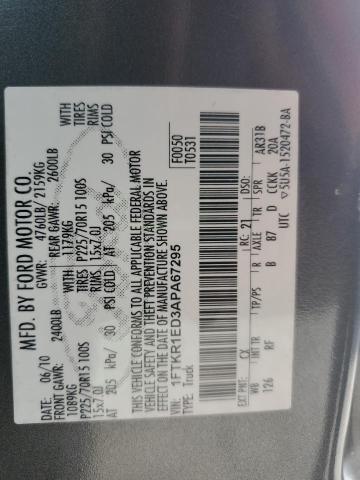 MFD. BY FORD MOTOR CO.
DATE: 06/10 GVWR: 4760LB/ 2159KG
FRONT GAWR: 2400LB REAR GAWR: 2600LB
1089KG 1179KG WITH
P225/70R15 100S P225/70R15 100S TIRES
15x7.0J 15x7.0J RIMS
AT 205 kPa/ 30 PSI COLD AT 205 kPa/ 30 PSI COLD
THIS VEHICLE CONFORMS TO ALL APPLICABLE FEDERAL MOTOR
VEHICLE SAFETY AND THEFT PREVENTION STANDARDS IN
EFFECT ON THE DATE OF MANUFACTURE SHOWN ABOVE.
VIN: 1FTKR1ED3APA67295 F0050
TYPE: Truck T0531
EXT PNT: CX RC: 21 DSO:
WB INT TR TP/PS R AXLE TR SPR AR31B
126 RF B 87 D CCKK 20A
UTC 5U5A-1520472-BA